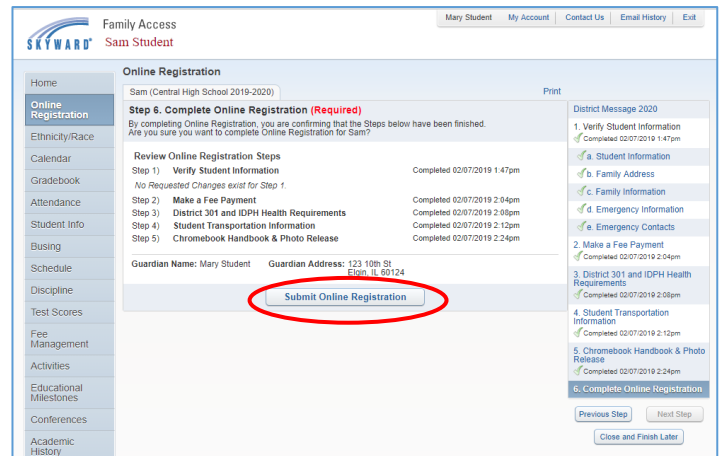 SKYWARD®
Family Access
Sam Student
Mary Student My Account Contact Us Email History Exit
Home
Online
Registration
Ethnicity/Race
Calendar
Gradebook
Attendance
Student Info
Busing
Schedule
Discipline
Test Scores
Fee
Management
Activities
Educational
Milestones
Conferences
Academic
History
Online Registration
Sam (Central High School 2019-2020)
Print
Step 6. Complete Online Registration (Required)
By completing Online Registration, you are confirming that the Steps below have been finished.
Are you sure you want to complete Online Registration for Sam?
Review Online Registration Steps
Step 1) Verify Student Information Completed 02/07/2019 1:47pm
No Requested Changes exist for Step 1.
Step 2) Make a Fee Payment Completed 02/07/2019 2:04pm
Step 3) District 301 and IDPH Health Requirements Completed 02/07/2019 2:08pm
Step 4) Student Transportation Information Completed 02/07/2019 2:12pm
Step 5) Chromebook Handbook & Photo Release Completed 02/07/2019 2:24pm
Guardian Name: Mary Student Guardian Address: 123 10th St
Elgin, IL 60124
Submit Online Registration
District Message 2020
1. Verify Student Information
Completed 02/07/2019 1:47pm
a. Student Information
b. Family Address
c. Family Information
d. Emergency Information
e. Emergency Contacts
2. Make a Fee Payment
Completed 02/07/2019 2:04pm
3. District 301 and IDPH Health
Requirements
Completed 02/07/2019 2:08pm
4. Student Transportation
Information
Completed 02/07/2019 2:12pm
5. Chromebook Handbook & Photo
Release
Completed 02/07/2019 2:24pm
6. Complete Online Registration
Previous Step Next Step
Close and Finish Later